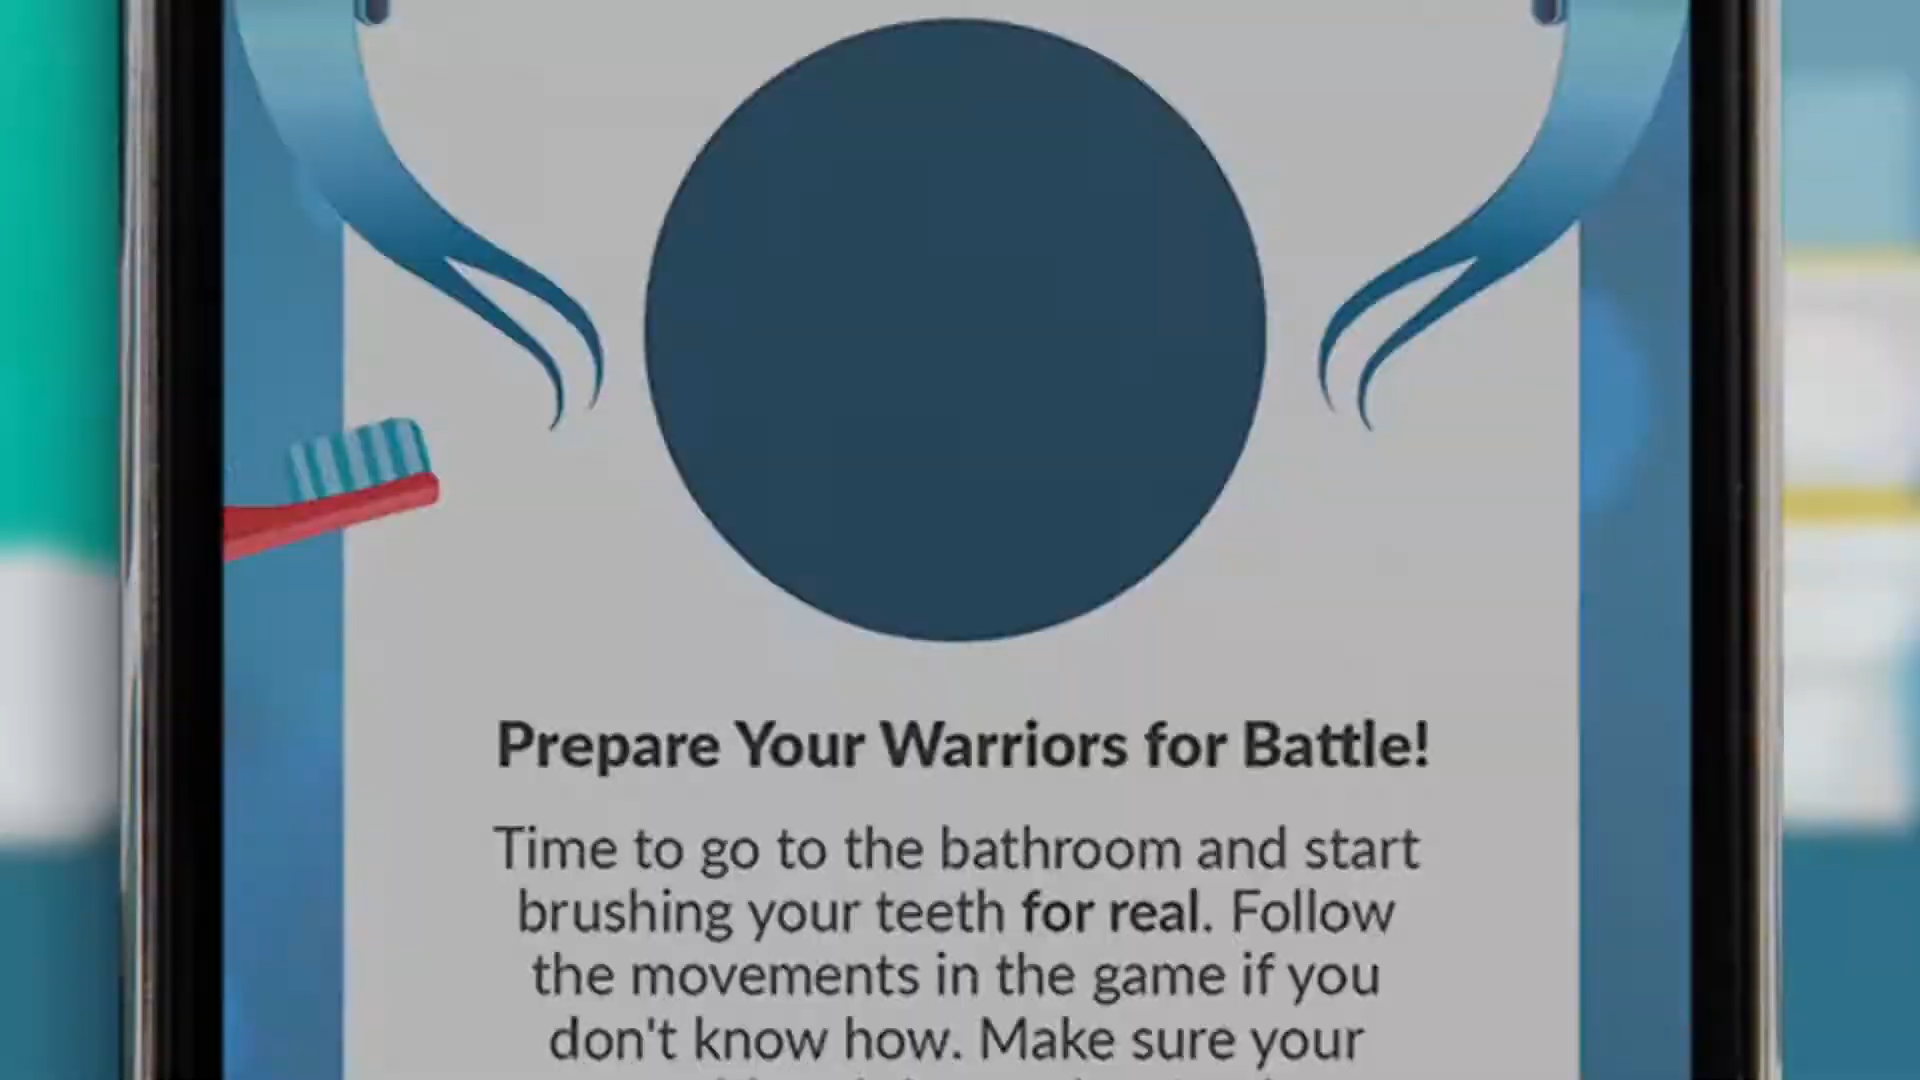 Prepare Your Warriors for Battle!
Time to go to the bathroom and start
brushing your teeth for real. Follow
the movements in the game if you
don't know how. Make sure your